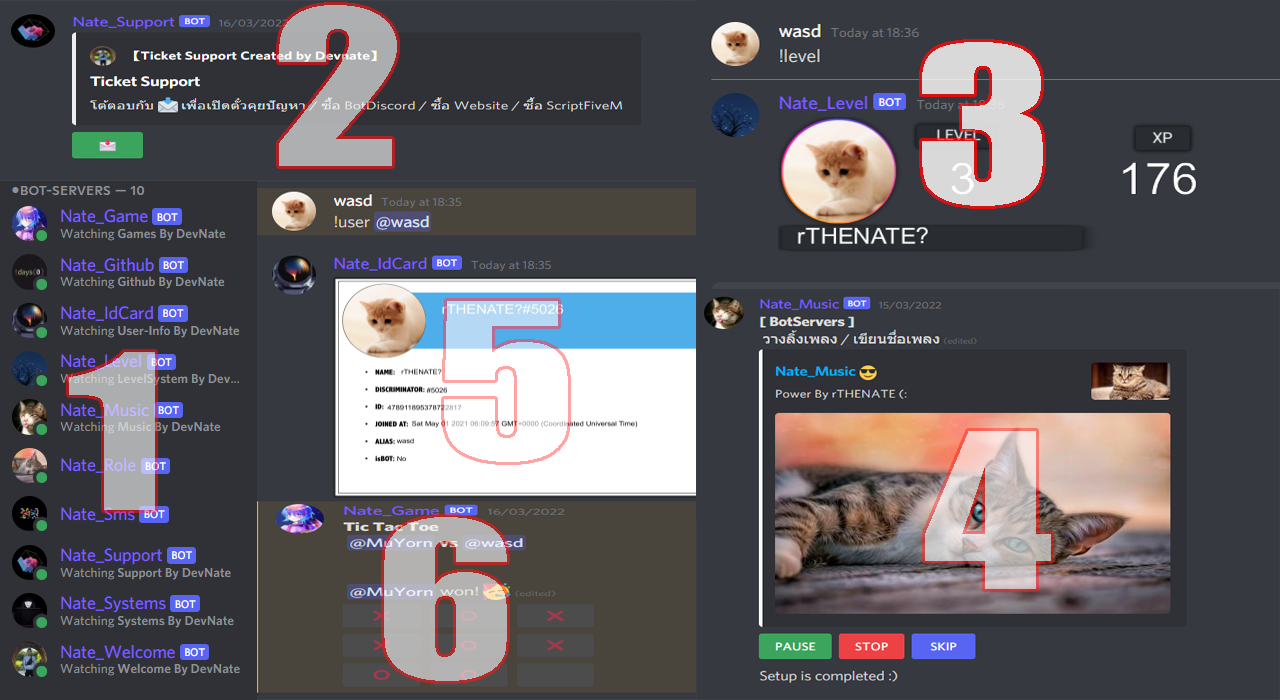 Nate_Support BOT 16/03/2022
【Ticket Support Created by Devnate】
Ticket Support
โต้ตอบกับ 📩 เพื่อเปิดตั๋วคุยปัญหา / ซื้อ BotDiscord / ซื้อ Website / ซื้อ ScriptFiveM
2
BOT-SERVERS — 10
Nate_Game BOT
Watching Games By DevNate
Nate_Github BOT
Watching Github By DevNate
Nate_IdCard BOT
Watching User-Info By DevNate
Nate_Level BOT
Watching LevelSystem By Dev...
Nate_Music BOT
Watching Music By DevNate
Nate_Role BOT
Nate_Sms BOT
Nate_Support BOT
Watching Support By DevNate
Nate_Systems BOT
Watching Systems By DevNate
Nate_Welcome BOT
Watching Welcome By DevNate
1
wasd Today at 18:35
!user @wasd
Nate_IdCard BOT Today at 18:35
rTHENATE?#5026
NAME: rTHENATE?
DISCRIMINATOR: #5026
ID: 478911895378722817
JOINED AT: Sat May 01 2021 06:09:57 GMT+0000 (Coordinated Universal Time)
ALIAS: wasd
isBOT: No
5
Nate_Game BOT 16/03/2022
Tic Tac Toe
@MuYorn vs @wasd
@MuYorn won! (edited)
6
wasd Today at 18:36
!level
Nate_Level BOT Today at 18:36
LEVEL
3
XP
176
rTHENATE?
3
Nate_Music BOT 15/03/2022
[ BotServers ]
วางลิ้งเพลง / เขียนชื่อเพลง (edited)
Nate_Music 😎
Power By rTHENATE (:
4
PAUSE STOP SKIP
Setup is completed :)